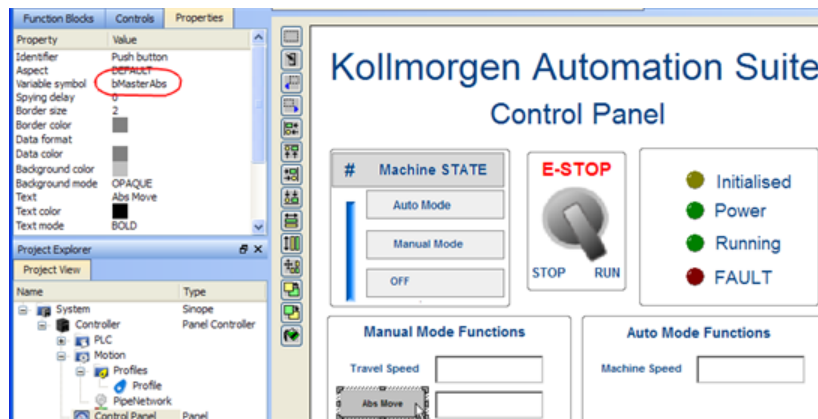 Function Blocks Controls Properties
Property Value
Identifier Push button
Aspect DEFAULT
Variable symbol bMasterAbs
Spying delay 0
Border size 2
Border color
Data format
Data color
Background color
Background mode OPAQUE
Text Abs Move
Text color
Text mode BOLD
Project Explorer
Project View
Name Type
System Sinope
Controller Panel Controller
PLC
Motion
Profiles
Profile
PipeNetwork
Control Panel Panel
Kollmorgen Automation Suite
Control Panel
# Machine STATE
Auto Mode
Manual Mode
OFF
E-STOP
STOP RUN
Initialised
Power
Running
FAULT
Manual Mode Functions
Travel Speed
Abs Move
Auto Mode Functions
Machine Speed